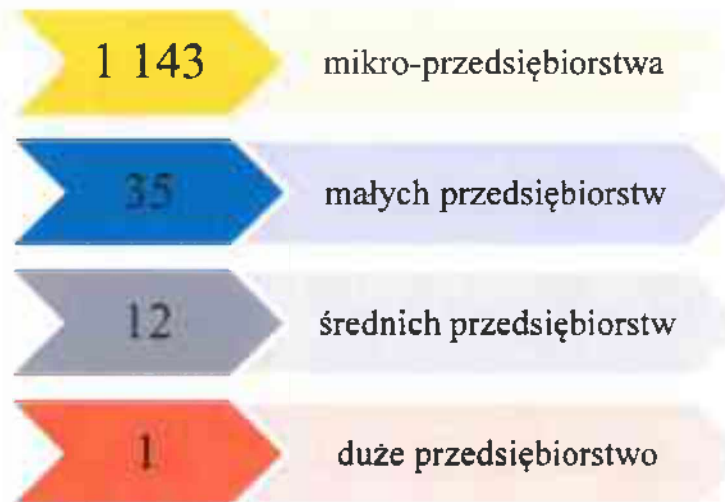 1 143 mikro-przedsiębiorstwa
35 małych przedsiębiorstw
12 średnich przedsiębiorstw
1 duże przedsiębiorstwo